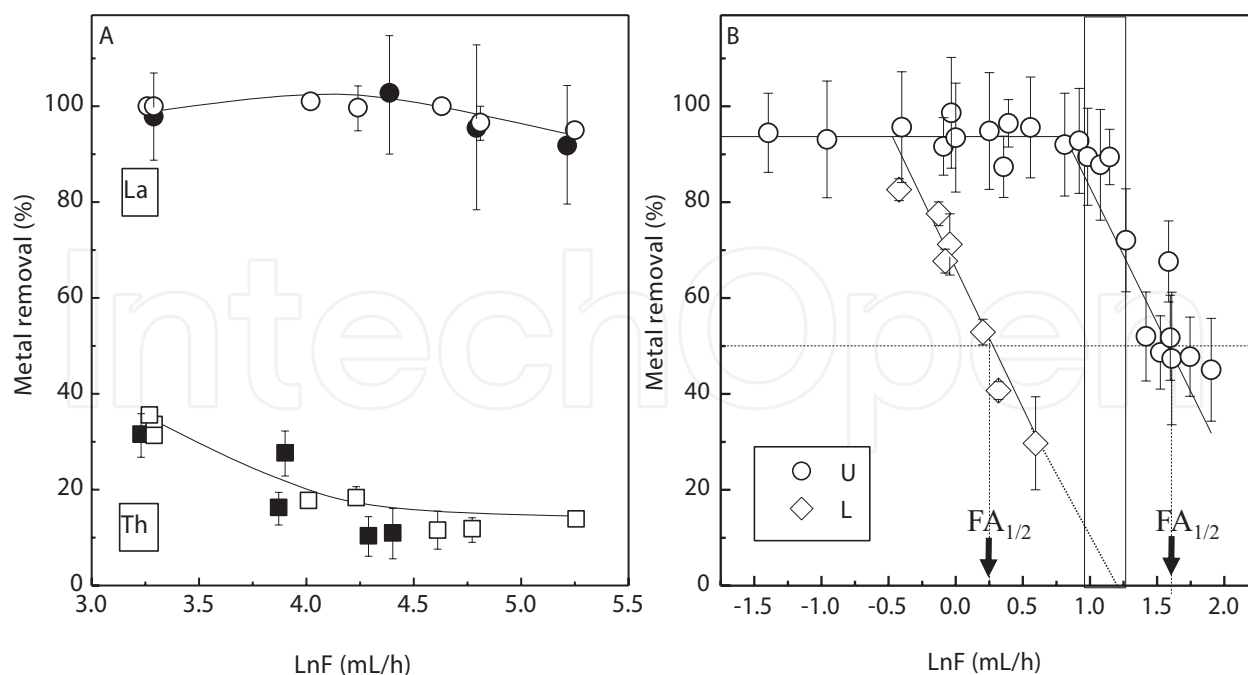 A
Metal removal (%)
100
80
60
40
20
0
La
Th
3.0 3.5 4.0 4.5 5.0 5.5
LnF (mL/h)
B
Metal removal (%)
100
80
60
40
20
0
U
L
FA1/2 FA1/2
-1.5 -1.0 -0.5 0.0 0.5 1.0 1.5 2.0
LnF (mL/h)
IntechOpen